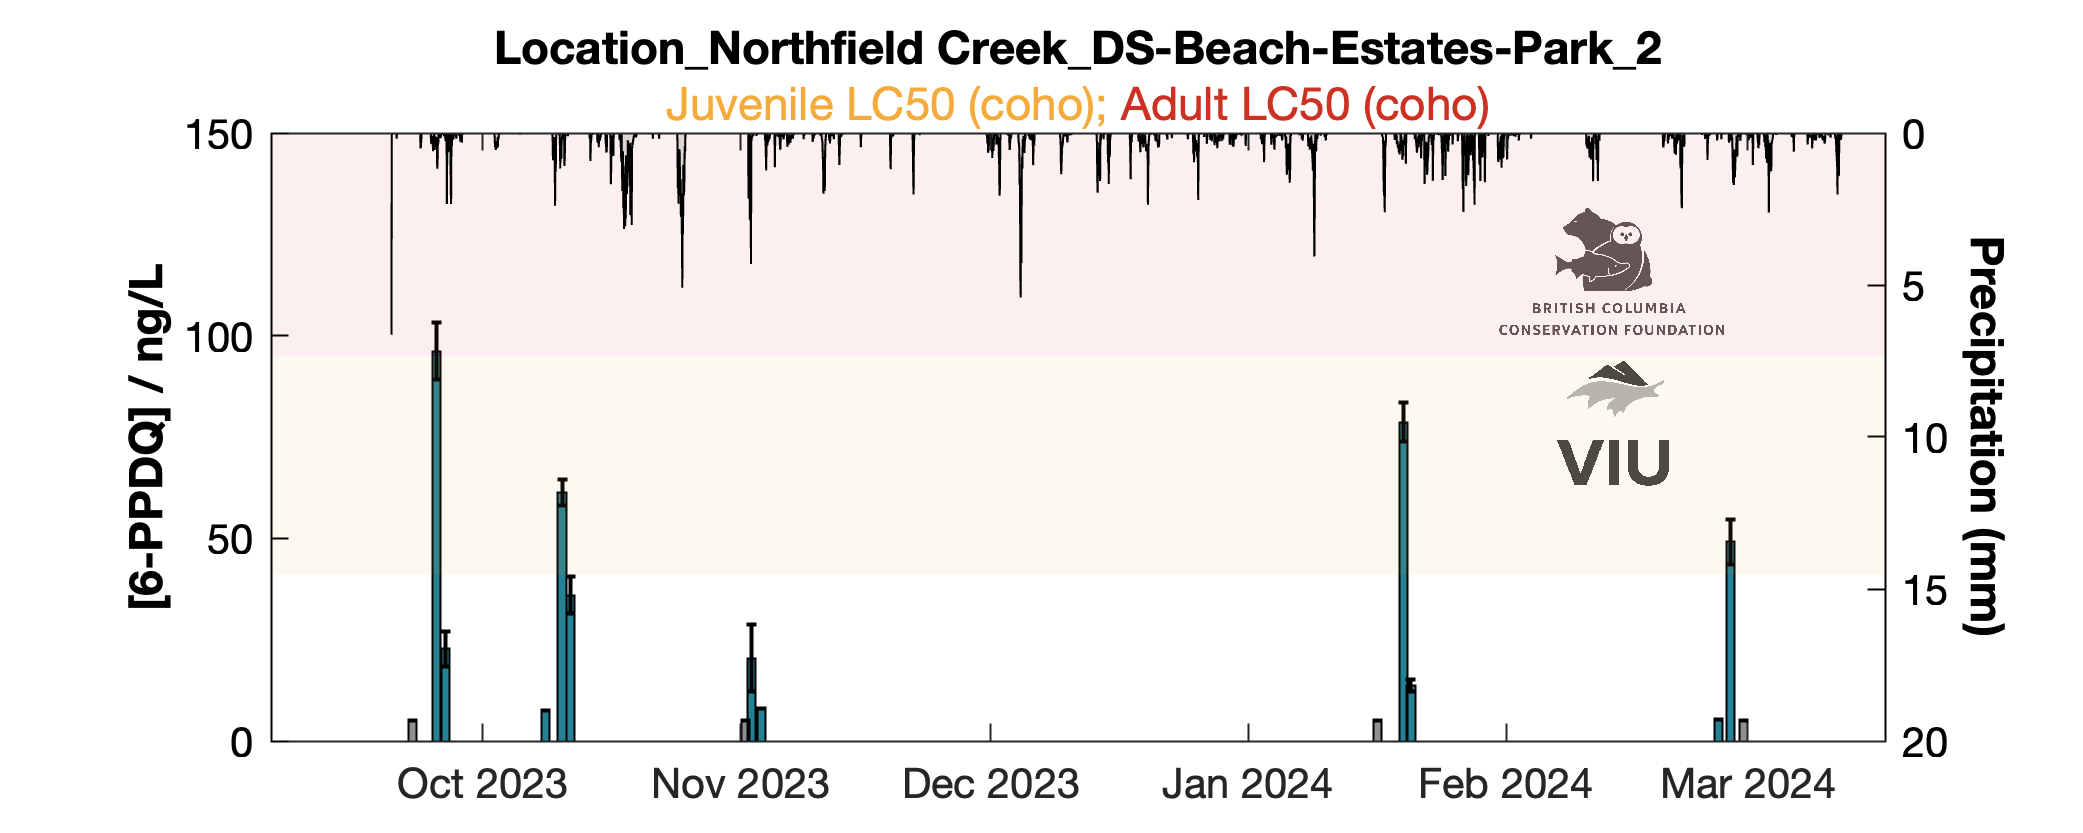 Location_Northfield Creek_DS-Beach-Estates-Park_2
Juvenile LC50 (coho); Adult LC50 (coho)
150
100
50
0
[6-PPDQ] / ng/L
0
5
10
15
20
Precipitation (mm)
BRITISH COLUMBIA
CONSERVATION FOUNDATION
VIU
Oct 2023
Nov 2023
Dec 2023
Jan 2024
Feb 2024
Mar 2024